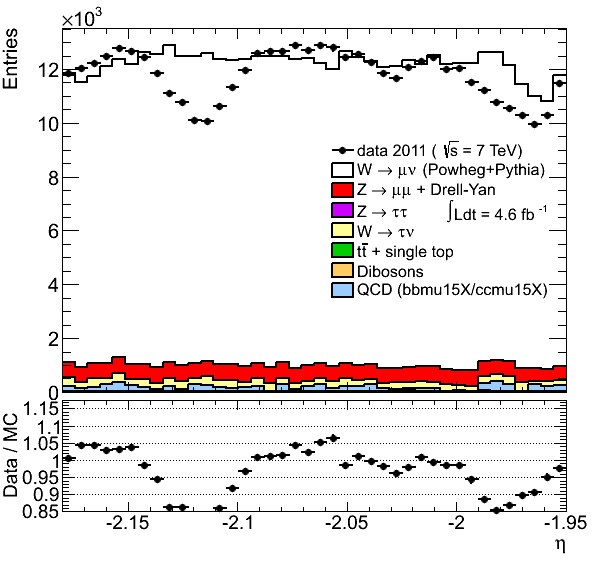 ×10³
Entries
12
10
8
6
4
2
0
data 2011 ( √s = 7 TeV)
W → μν (Powheg+Pythia)
Z → μμ + Drell-Yan
Z → ττ
∫Ldt = 4.6 fb⁻¹
W → τν
tt̅ + single top
Dibosons
QCD (bbmu15X/ccmu15X)
Data / MC
1.15
1.1
1.05
1
0.95
0.9
0.85
-2.15 -2.1 -2.05 -2 -1.95
η